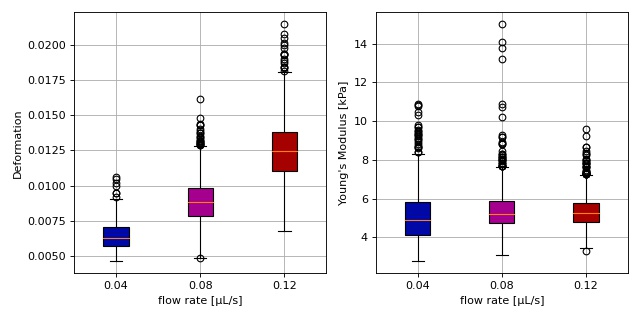 Deformation
0.0200
0.0175
0.0150
0.0125
0.0100
0.0075
0.0050
0.04 0.08 0.12
flow rate [µL/s]
Young's Modulus [kPa]
14
12
10
8
6
4
0.04 0.08 0.12
flow rate [µL/s]